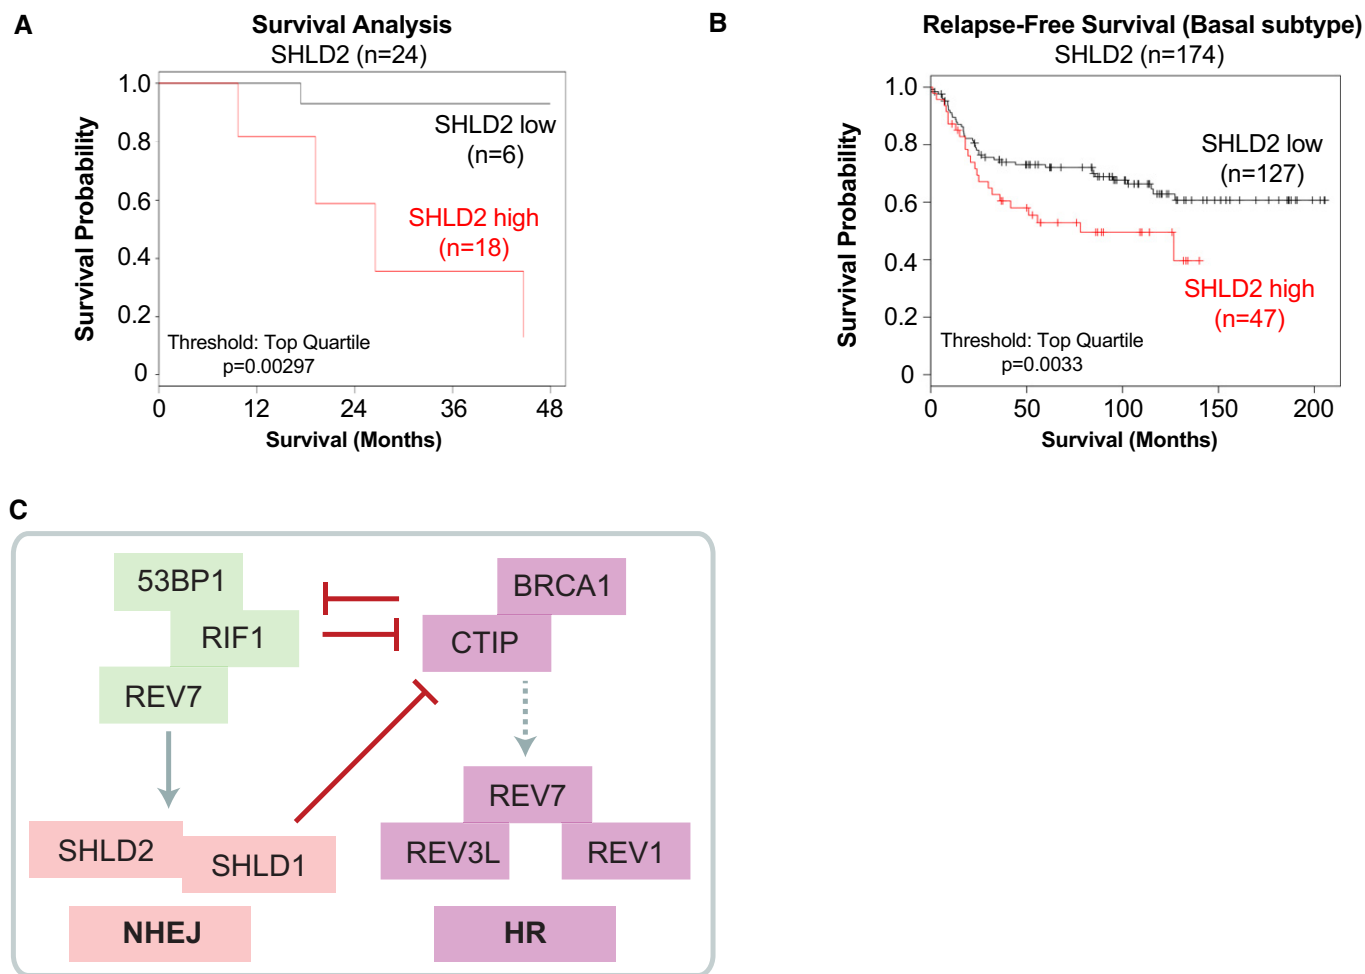 A
Survival Analysis
SHLD2 (n=24)
Survival Probability
1.0
0.8
0.6
0.4
0.2
0
SHLD2 low
(n=6)
SHLD2 high
(n=18)
Threshold: Top Quartile
p=0.00297
0 12 24 36 48
Survival (Months)
B
Relapse-Free Survival (Basal subtype)
SHLD2 (n=174)
Survival Probability
1.0
0.8
0.6
0.4
0.2
0
SHLD2 low
(n=127)
SHLD2 high
(n=47)
Threshold: Top Quartile
p=0.0033
0 50 100 150 200
Survival (Months)
C
53BP1
RIF1
REV7
BRCA1
CTIP
SHLD2
SHLD1
REV7
REV3L
REV1
NHEJ
HR